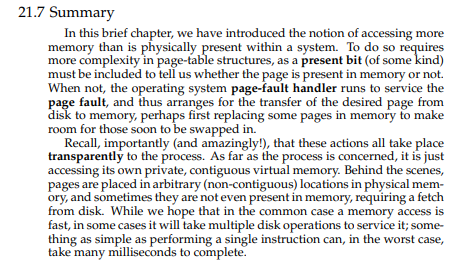 21.7 Summary
In this brief chapter, we have introduced the notion of accessing more
memory than is physically present within a system. To do so requires
more complexity in page-table structures, as a present bit (of some kind)
must be included to tell us whether the page is present in memory or not.
When not, the operating system page-fault handler runs to service the
page fault, and thus arranges for the transfer of the desired page from
disk to memory, perhaps first replacing some pages in memory to make
room for those soon to be swapped in.
Recall, importantly (and amazingly!), that these actions all take place
transparently to the process. As far as the process is concerned, it is just
accessing its own private, contiguous virtual memory. Behind the scenes,
pages are placed in arbitrary (non-contiguous) locations in physical mem-
ory, and sometimes they are not even present in memory, requiring a fetch
from disk. While we hope that in the common case a memory access is
fast, in some cases it will take multiple disk operations to service it; some-
thing as simple as performing a single instruction can, in the worst case,
take many milliseconds to complete.